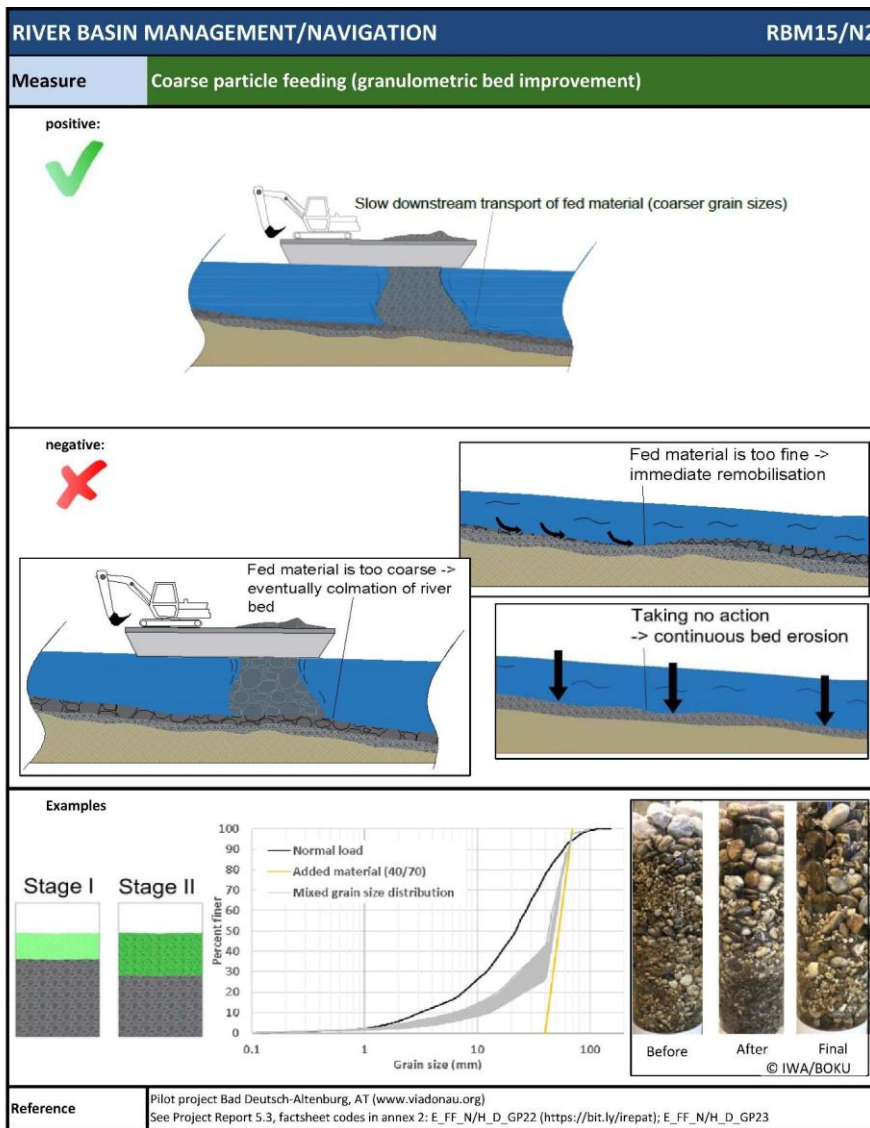 RIVER BASIN MANAGEMENT/NAVIGATION RBM15/N2
Measure Coarse particle feeding (granulometric bed improvement)
positive:
Slow downstream transport of fed material (coarser grain sizes)
negative:
Fed material is too fine ->
immediate remobilisation
Fed material is too coarse ->
eventually colmation of river
bed
Taking no action
-> continuous bed erosion
Examples
Stage I Stage II
100
90
80
70
60
50
40
30
20
10
0
Percent finer
Normal load
Added material (40/70)
Mixed grain size distribution
0.1 1 10 100
Grain size (mm)
Before After Final
© IWA/BOKU
Reference
Pilot project Bad Deutsch-Altenburg, AT (www.viadonau.org)
See Project Report 5.3, factsheet codes in annex 2: E_FF_N/H_D_GP22 (https://bit.ly/irepat); E_FF_N/H_D_GP23